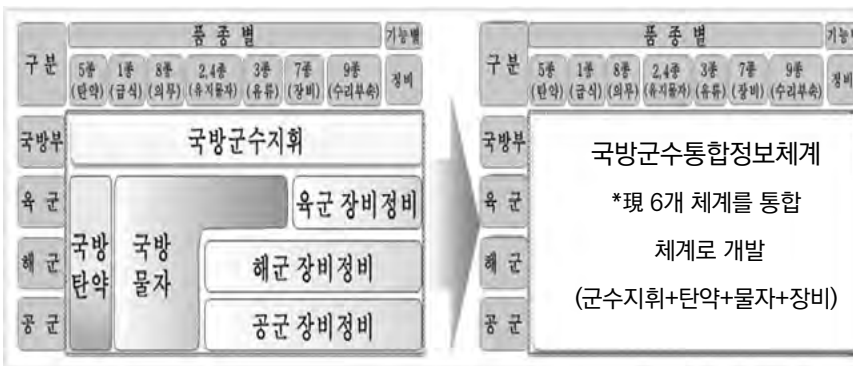 구 분
품 종 별
기능별
5종 (탄약)
1종 (급식)
8종 (의무)
2,4종 (유지물자)
3종 (유류)
7종 (장비)
9종 (수리부속)
정비
국방부
국방군수지휘
육 군
육군 장비정비
해 군
국방 탄약
국방 물자
해군 장비정비
공 군
공군 장비정비
구 분
품 종 별
기능
5종 (탄약)
1종 (급식)
8종 (의무)
2,4종 (유지물자)
3종 (유류)
7종 (장비)
9종 (수리부속)
정비
국방부
국방군수통합정보체계
육 군
*現 6개 체계를 통합
해 군
체계로 개발
(군수지휘+탄약+물자+장비)
공 군